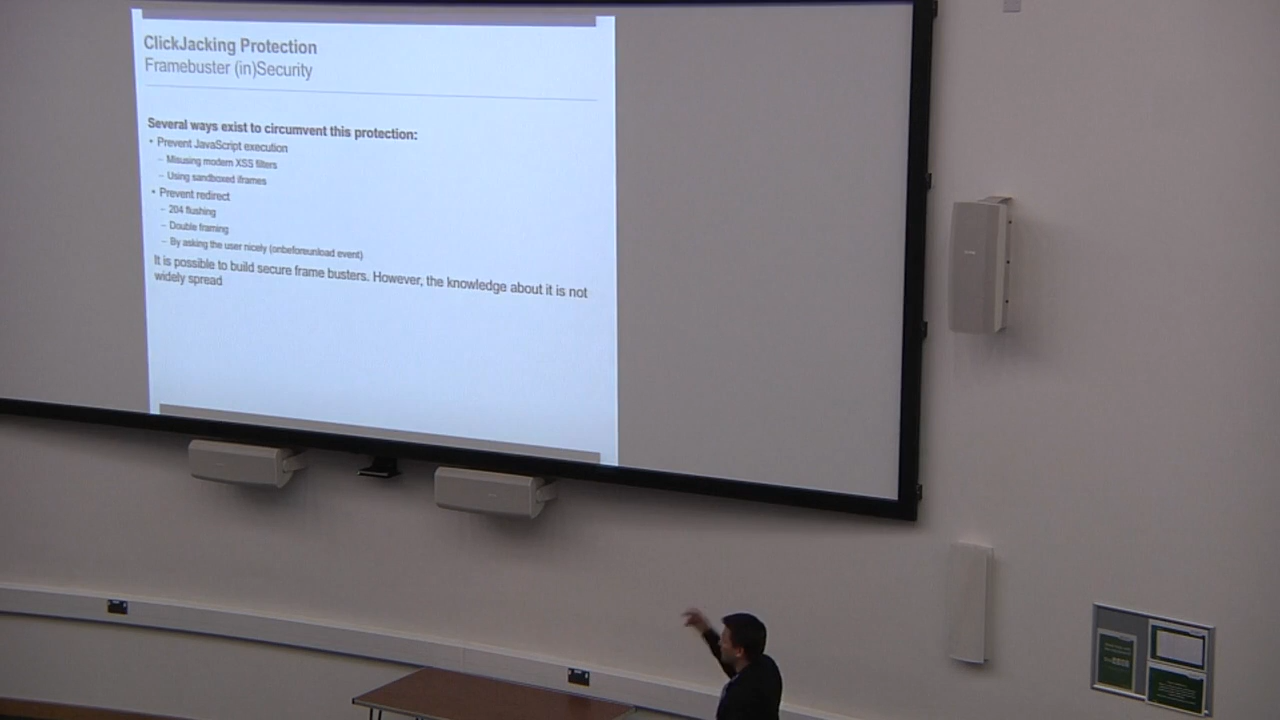 ClickJacking Protection
Framebuster (in)Security
Several ways exist to circumvent this protection:
• Prevent JavaScript execution
– Misusing modern XSS filters
– Using sandboxed iframes
• Prevent redirect
– 204 flushing
– Double framing
– By asking the user nicely (onbeforeunload event)
It is possible to build secure frame busters. However, the knowledge about it is not
widely spread